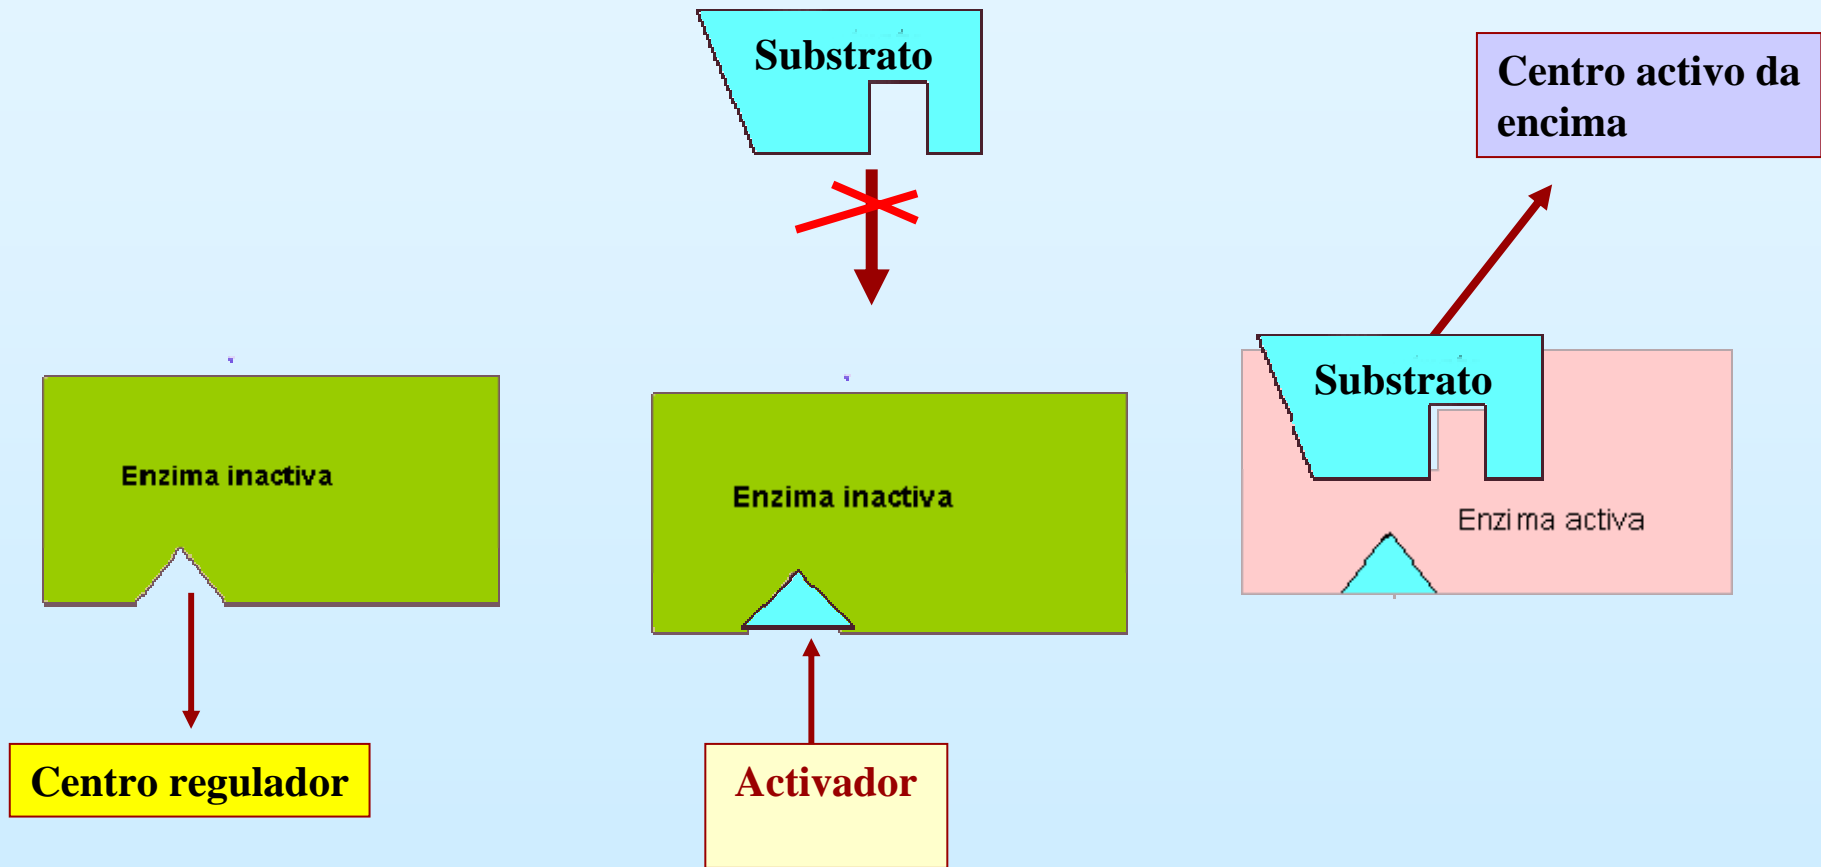 Substrato
Centro activo da
encima
Substrato
Enzima inactiva
Enzima inactiva
Enzima activa
Centro regulador
Activador